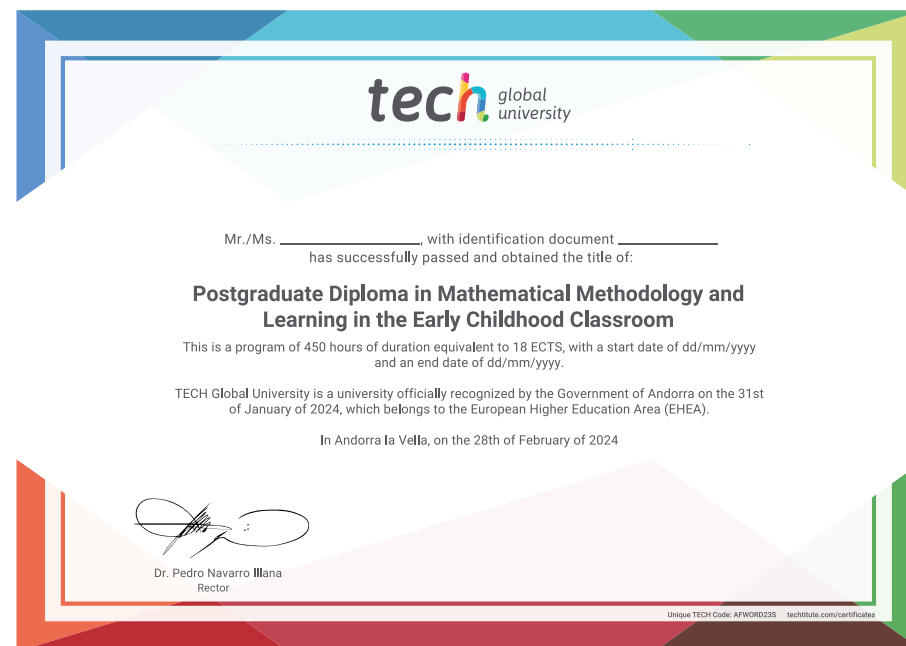 tech global
university
Mr./Ms. ____________, with identification document ____________
has successfully passed and obtained the title of:
Postgraduate Diploma in Mathematical Methodology and
Learning in the Early Childhood Classroom
This is a program of 450 hours of duration equivalent to 18 ECTS, with a start date of dd/mm/yyyy
and an end date of dd/mm/yyyy.
TECH Global University is a university officially recognized by the Government of Andorra on the 31st
of January of 2024, which belongs to the European Higher Education Area (EHEA).
In Andorra la Vella, on the 28th of February of 2024
Dr. Pedro Navarro Illana
Rector
Unique TECH Code: AFWORD23S techtitute.com/certificates